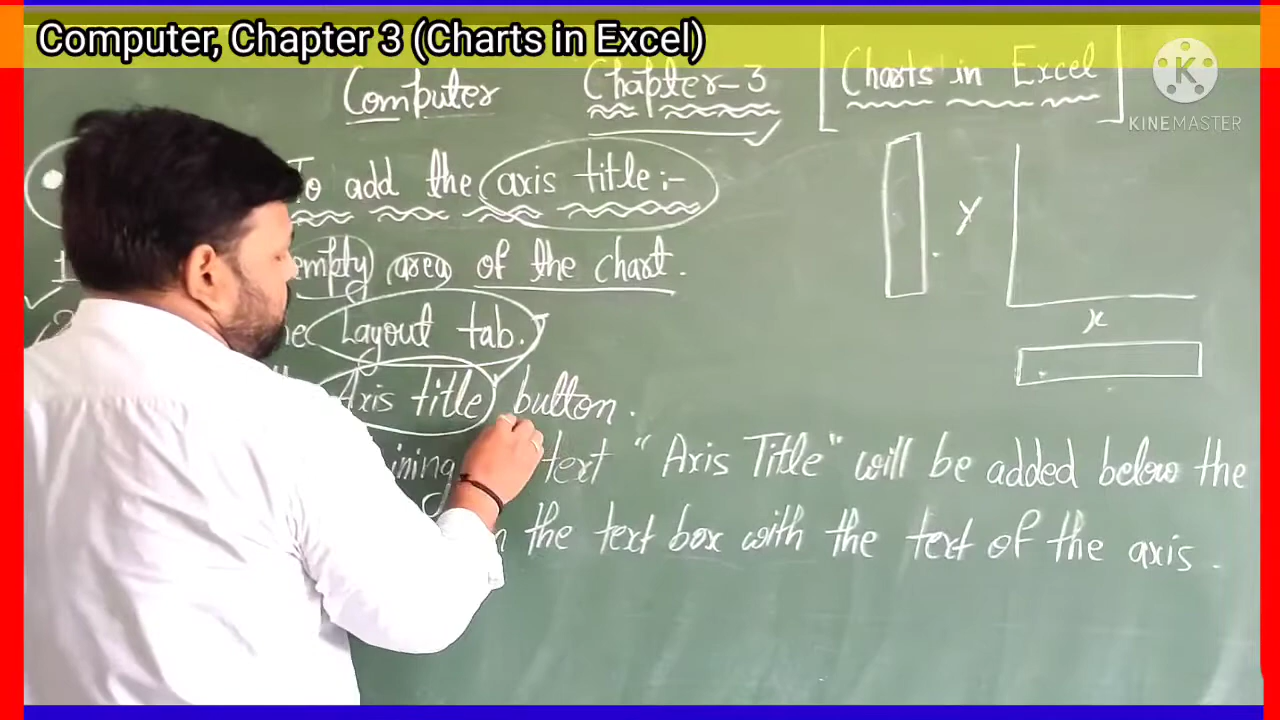 Computer, Chapter 3 (Charts in Excel)
KINEMASTER
Computer Chapter-3 [Charts in Excel]
To add the axis title:-
1 empty area of the chart.
2 Layout tab.
Axis title button.
text "Axis Title" will be added below the
the text box with the text of the axis.
y
x